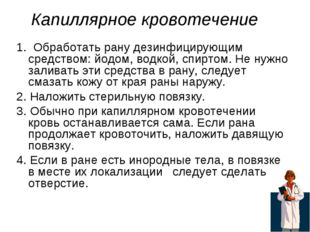 Капиллярное кровотечение
1. Обработать рану дезинфицирующим
средством: йодом, водкой, спиртом. Не нужно
заливать эти средства в рану, следует
смазать кожу от края раны наружу.
2. Наложить стерильную повязку.
3. Обычно при капиллярном кровотечении
кровь останавливается сама. Если рана
продолжает кровоточить, наложить давящую
повязку.
4. Если в ране есть инородные тела, в повязке
в месте их локализации следует сделать
отверстие.